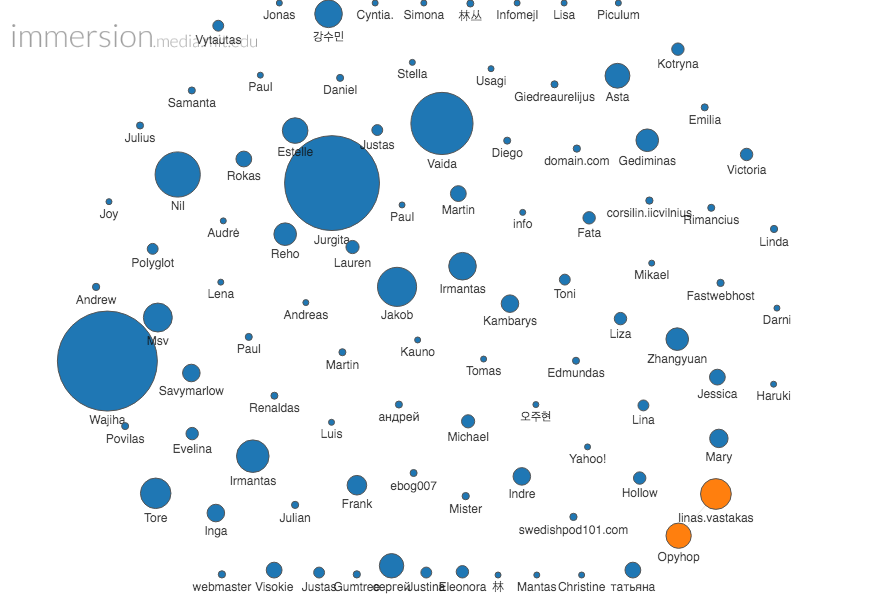 Jonas
Cyntia.
Simona
林丛
Infomejl
Lisa
Piculum
immersion.media.mit.edu
Vytautas
강수민
Kotryna
Stella
Usagi
Paul
Daniel
Giedreaurelijus
Asta
Samanta
Emilia
Julius
Estelle
Justas
Vaida
Diego
domain.com
Gediminas
Victoria
Rokas
Nil
Joy
Audrė
Paul
Martin
info
Fata
corsilin.iicvilnius
Rimancius
Jurgita
Linda
Polyglot
Reho
Lauren
Irmantas
Mikael
Andrew
Lena
Toni
Fastwebhost
Andreas
Jakob
Kambarys
Darni
Msv
Liza
Paul
Kauno
Zhangyuan
Martin
Tomas
Edmundas
Savymarlow
Jessica
Haruki
Renaldas
Wajiha
андрей
오주현
Lina
Povilas
Luis
Michael
Evelina
Yahoo!
Mary
Irmantas
ebog007
Indre
Hollow
Tore
Frank
Mister
linas.vastakas
Inga
Julian
swedishpod101.com
Opyhop
webmaster
Visokie
Justas
Gumtree
сергей
Justina
Eleonora
林
Mantas
Christine
татьяна